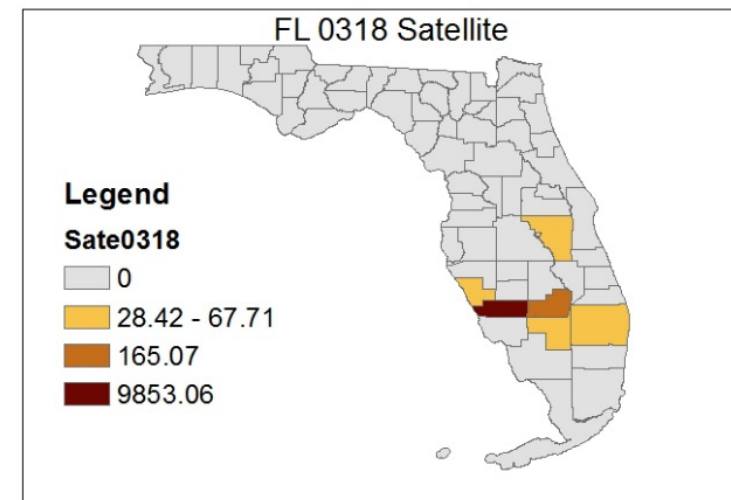 FL 0318 Satellite
Legend
Sate0318
0
28.42 - 67.71
165.07
9853.06